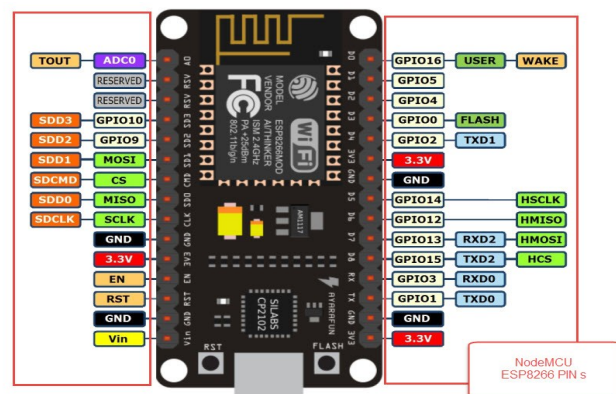 TOUT ADC0 A0 D0 GPIO16 USER WAKE
RESERVED RSV D1 GPIO5
RESERVED RSV D2 GPIO4
SDD3 GPIO10 SD3 D3 GPIO0 FLASH
SDD2 GPIO9 SD2 D4 GPIO2 TXD1
SDD1 MOSI SD1 3V3 3.3V
SDCMD CS CMD GND GND
SDD0 MISO SD0 D5 GPIO14 HSCLK
SDCLK SCLK CLK D6 GPIO12 HMISO
GND GND D7 GPIO13 RXD2 HMOSI
3.3V 3V3 D8 GPIO15 TXD2 HCS
EN EN RX GPIO3 RXD0
RST RST TX GPIO1 TXD0
GND GND GND GND
Vin Vin 3V3 3.3V
MODEL ESP8266MOD
VENDOR AITHINKER
ISM 2.4GHz
PA +25dBm
802.11b/g/n
FC
Wi Fi
AM1117
SILABS
CP2102
AYARAFUN
RST FLASH
NodeMCU
ESP8266 PIN s